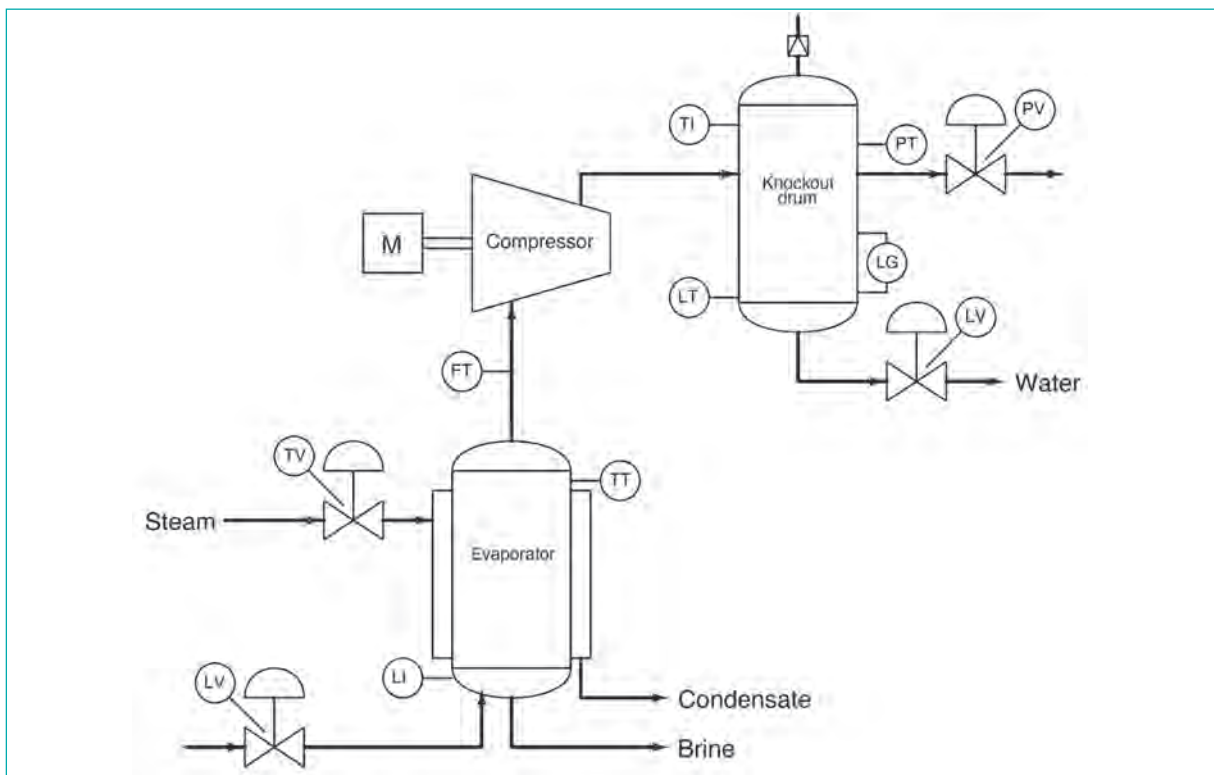 TI
PT
PV
Knockout
drum
M
Compressor
LG
LT
LV
Water
FT
TV
TT
Steam
Evaporator
LI
LV
Condensate
Brine